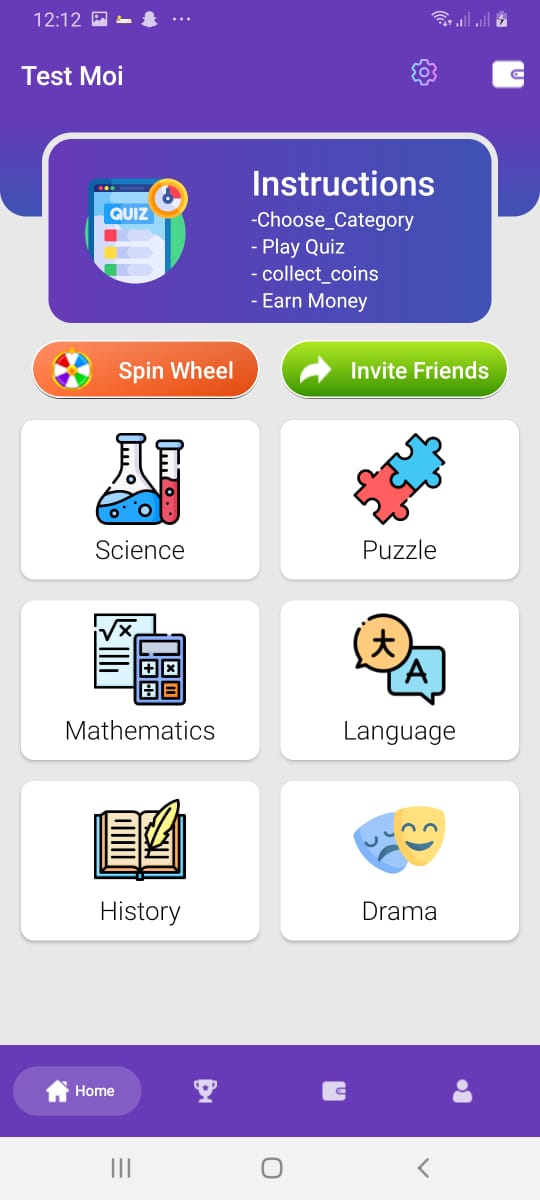 12:12
Test Moi
QUIZ
Instructions
-Choose_Category
- Play Quiz
- collect_coins
- Earn Money
Spin Wheel
Invite Friends
Science
Puzzle
√x
Mathematics
大
A
Language
History
Drama
Home